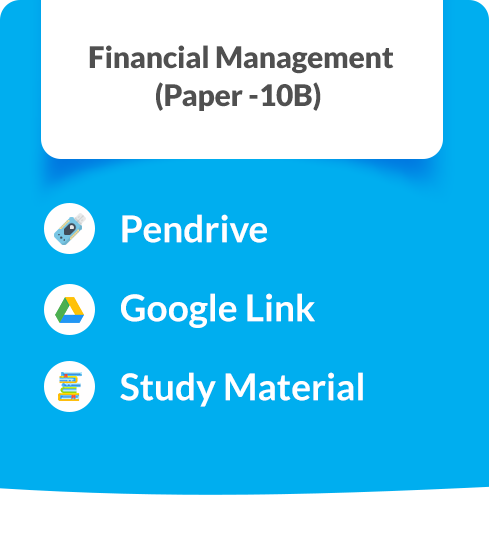 Financial Management
(Paper -10B)
Pendrive
Google Link
Study Material